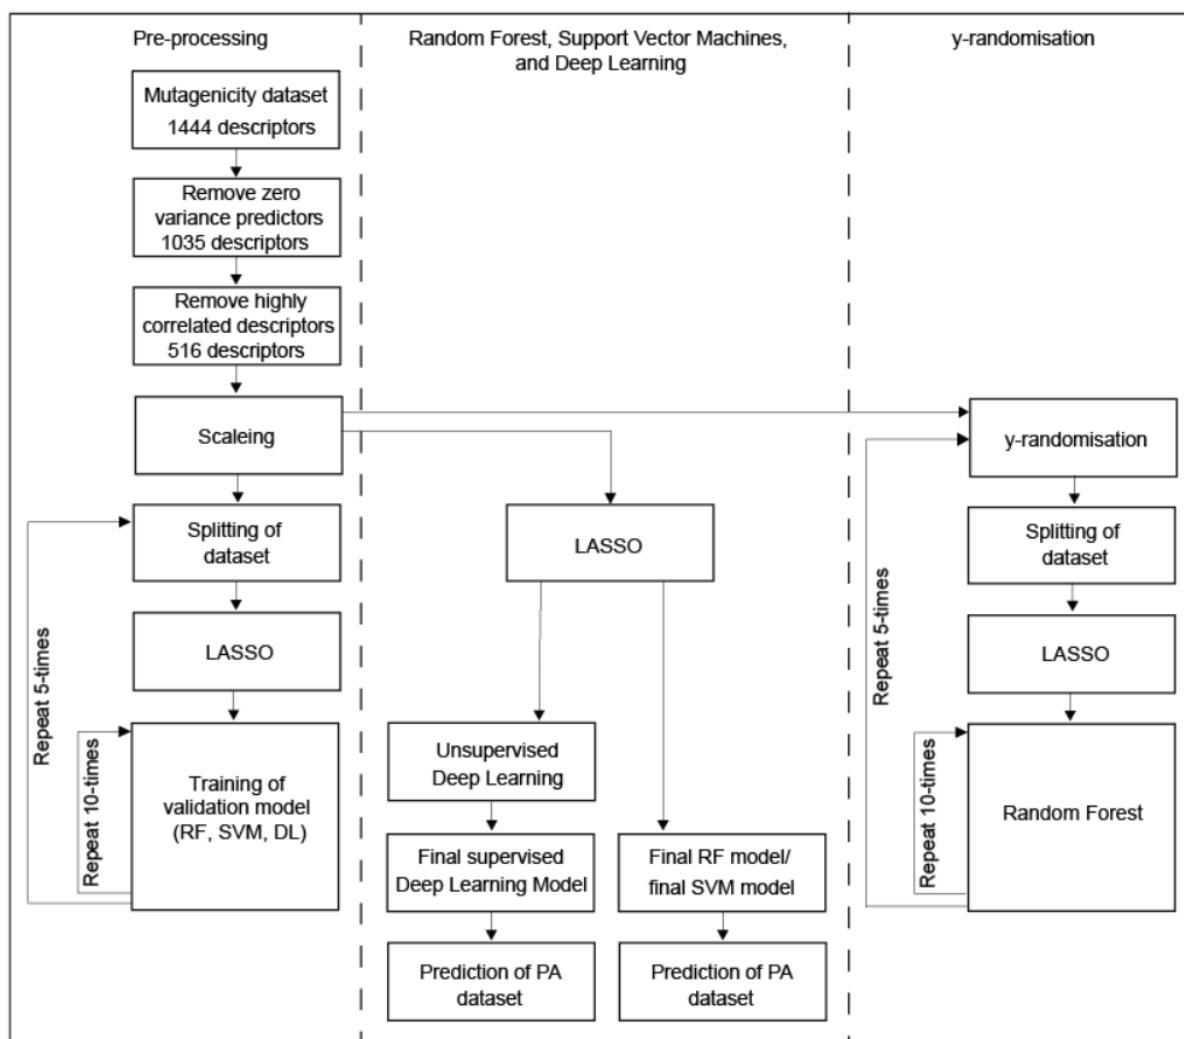 Pre-processing
Mutagenicity dataset
1444 descriptors
Remove zero
variance predictors
1035 descriptors
Remove highly
correlated descriptors
516 descriptors
Scaleing
Splitting of
dataset
LASSO
Training of
validation model
(RF, SVM, DL)
Repeat 5-times
Repeat 10-times
Random Forest, Support Vector Machines,
and Deep Learning
LASSO
Unsupervised
Deep Learning
Final supervised
Deep Learning Model
Prediction of PA
dataset
Final RF model/
final SVM model
Prediction of PA
dataset
y-randomisation
y-randomisation
Splitting of
dataset
LASSO
Random Forest
Repeat 5-times
Repeat 10-times